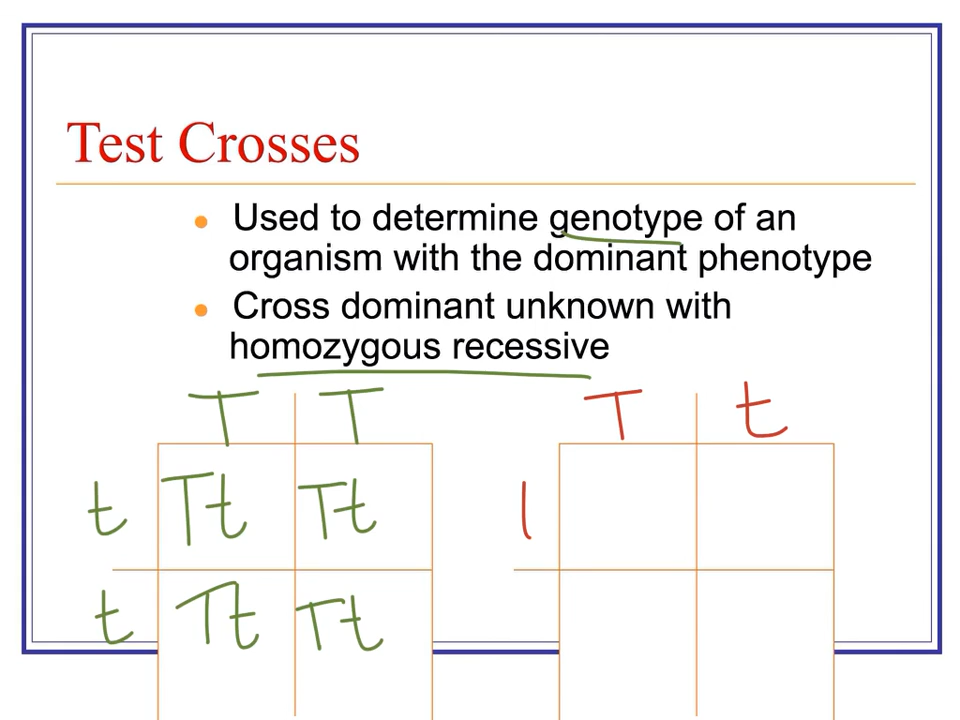 Test Crosses
Used to determine genotype of an
organism with the dominant phenotype
Cross dominant unknown with
homozygous recessive
T T
T t
t Tt Tt
t Tt Tt